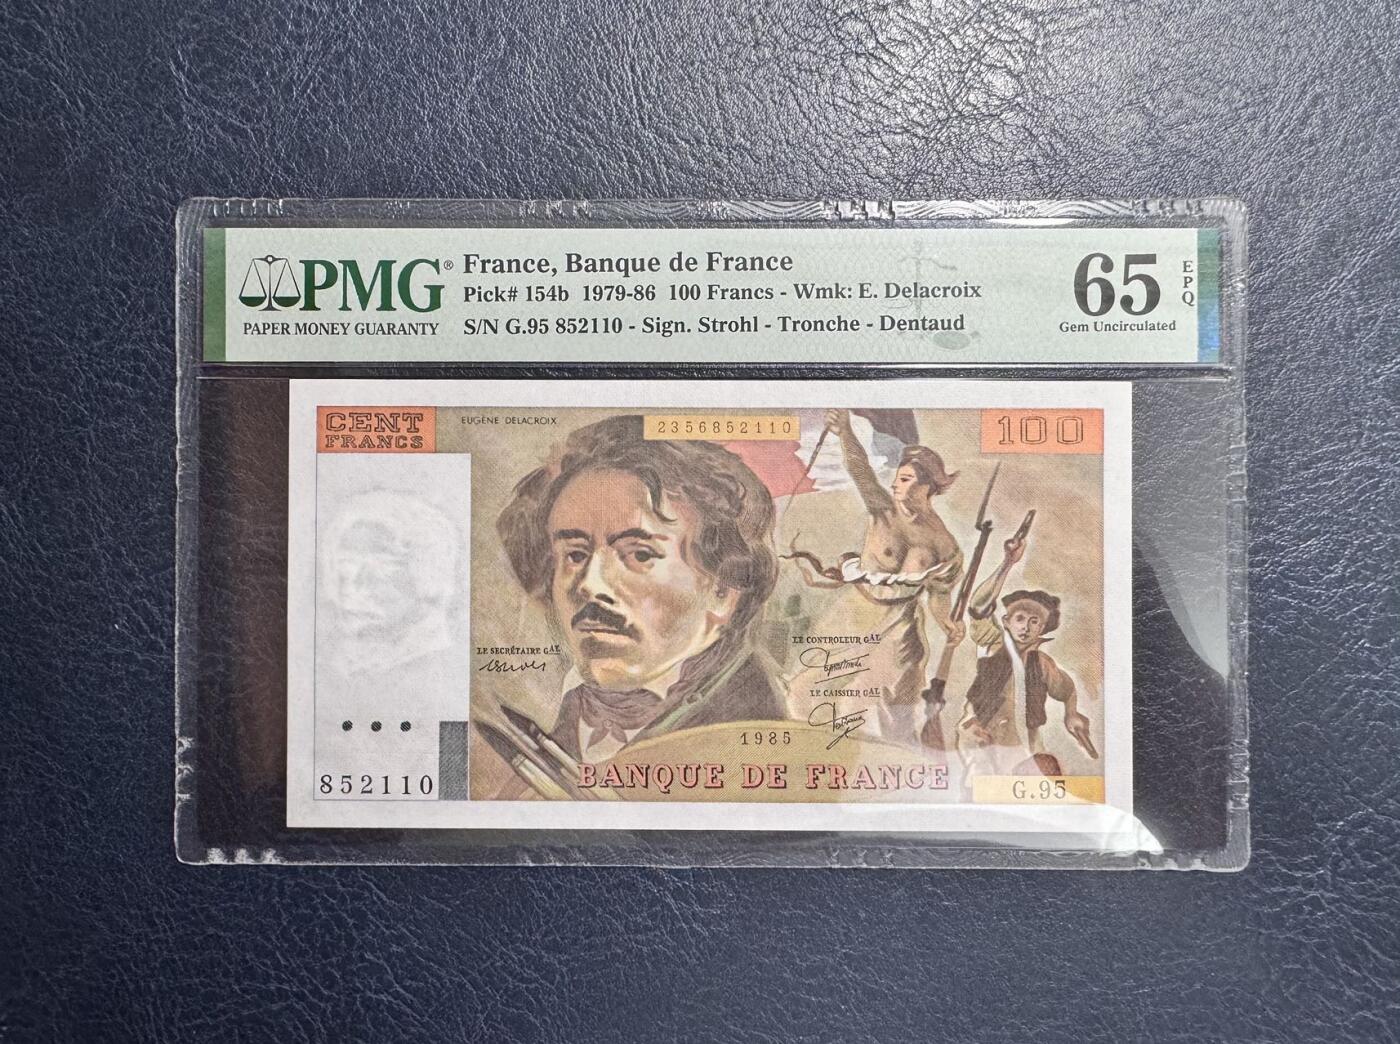 PMG®
PAPER MONEY GUARANTY
France, Banque de France
Pick# 154b 1979-86 100 Francs - Wmk: E. Delacroix
S/N G.95 852110 - Sign. Strohl - Tronche - Dentaud
65
EPQ
Gem Uncirculated
CENT
FRANCS
EUGÈNE DELACROIX
2356852110
100
LE SECRÉTAIRE GAL
LE CONTROLEUR GAL
LE CAISSIER GAL
1985
BANQUE DE FRANCE
852110
G.95